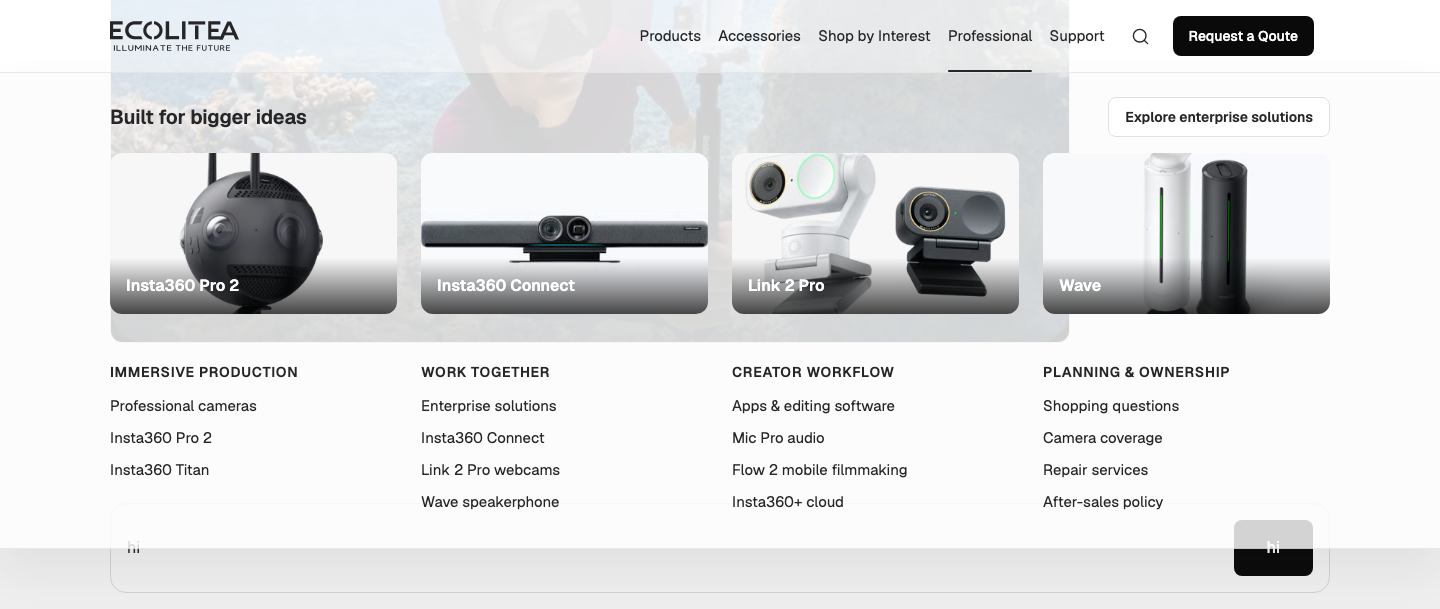 ECOLITEA
ILLUMINATE THE FUTURE
Products
Accessories
Shop by Interest
Professional
Support
Request a Qoute
Built for bigger ideas
Explore enterprise solutions
Insta360 Pro 2
Insta360 Connect
Link 2 Pro
Wave
IMMERSIVE PRODUCTION
Professional cameras
Insta360 Pro 2
Insta360 Titan
WORK TOGETHER
Enterprise solutions
Insta360 Connect
Link 2 Pro webcams
Wave speakerphone
CREATOR WORKFLOW
Apps & editing software
Mic Pro audio
Flow 2 mobile filmmaking
Insta360+ cloud
PLANNING & OWNERSHIP
Shopping questions
Camera coverage
Repair services
After-sales policy
hi
hi